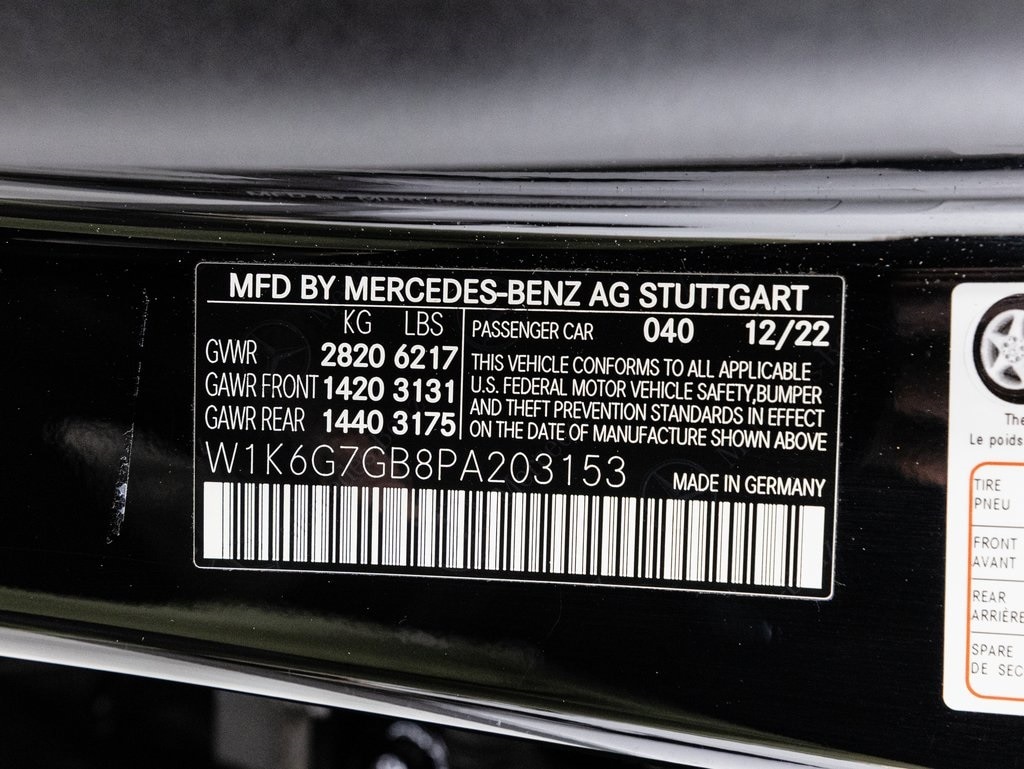 MFD BY MERCEDES-BENZ AG STUTTGART
KG LBS
GVWR 2820 6217
GAWR FRONT 1420 3131
GAWR REAR 1440 3175
PASSENGER CAR 040 12/22
THIS VEHICLE CONFORMS TO ALL APPLICABLE
U.S. FEDERAL MOTOR VEHICLE SAFETY,BUMPER
AND THEFT PREVENTION STANDARDS IN EFFECT
ON THE DATE OF MANUFACTURE SHOWN ABOVE
W1K6G7GB8PA203153
MADE IN GERMANY
The
Le poids
TIRE
PNEU
FRONT
AVANT
REAR
ARRIÈRE
SPARE
DE SEC